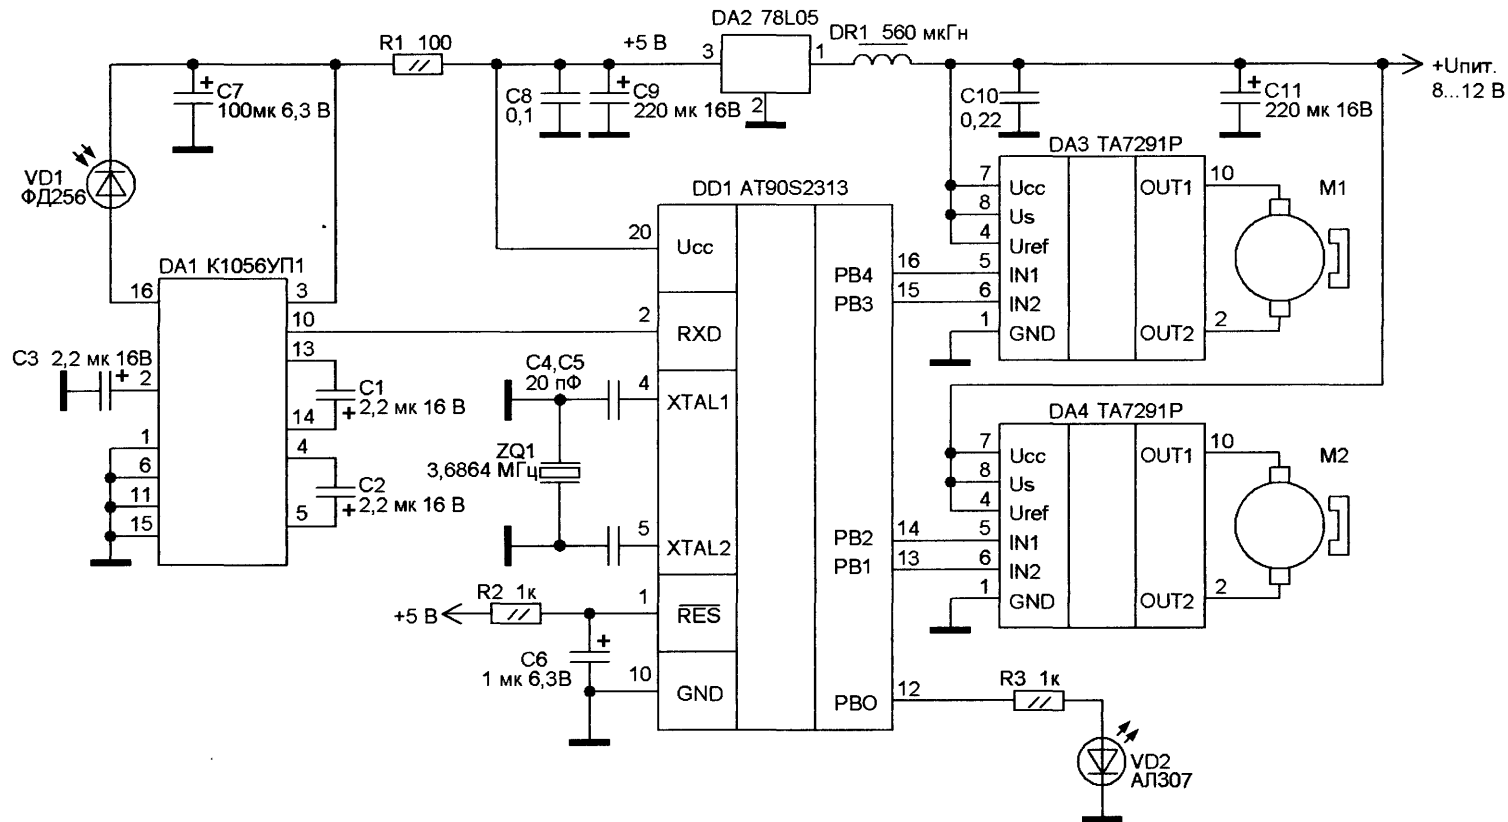 DA2 78L05
R1 100
+5 В
3
1
DR1 560 мкГн
2
+Uпит.
8...12 В
C7
100мк 6,3 В
C8
0,1
C9
220 мк 16В
C10
0,22
C11
220 мк 16В
VD1
ФД256
DA1 К1056УП1
16
3
10
13
C3 2,2 мк 16В
2
C1
2,2 мк 16 В
14
1
4
6
C2
2,2 мк 16 В
11
5
15
DD1 AT90S2313
20
Ucc
2
RXD
C4,C5
20 пФ
4
XTAL1
ZQ1
3,6864 МГц
5
XTAL2
+5 В
R2 1к
1
RES
C6
1 мк 6,3В
10
GND
PB4
16
PB3
15
PB2
14
PB1
13
PBO
12
DA3 TA7291P
7
Ucc
8
Us
4
Uref
5
IN1
6
IN2
1
GND
OUT1
10
OUT2
2
M1
DA4 TA7291P
7
Ucc
8
Us
4
Uref
5
IN1
6
IN2
1
GND
OUT1
10
OUT2
2
M2
R3 1к
VD2
АЛ307